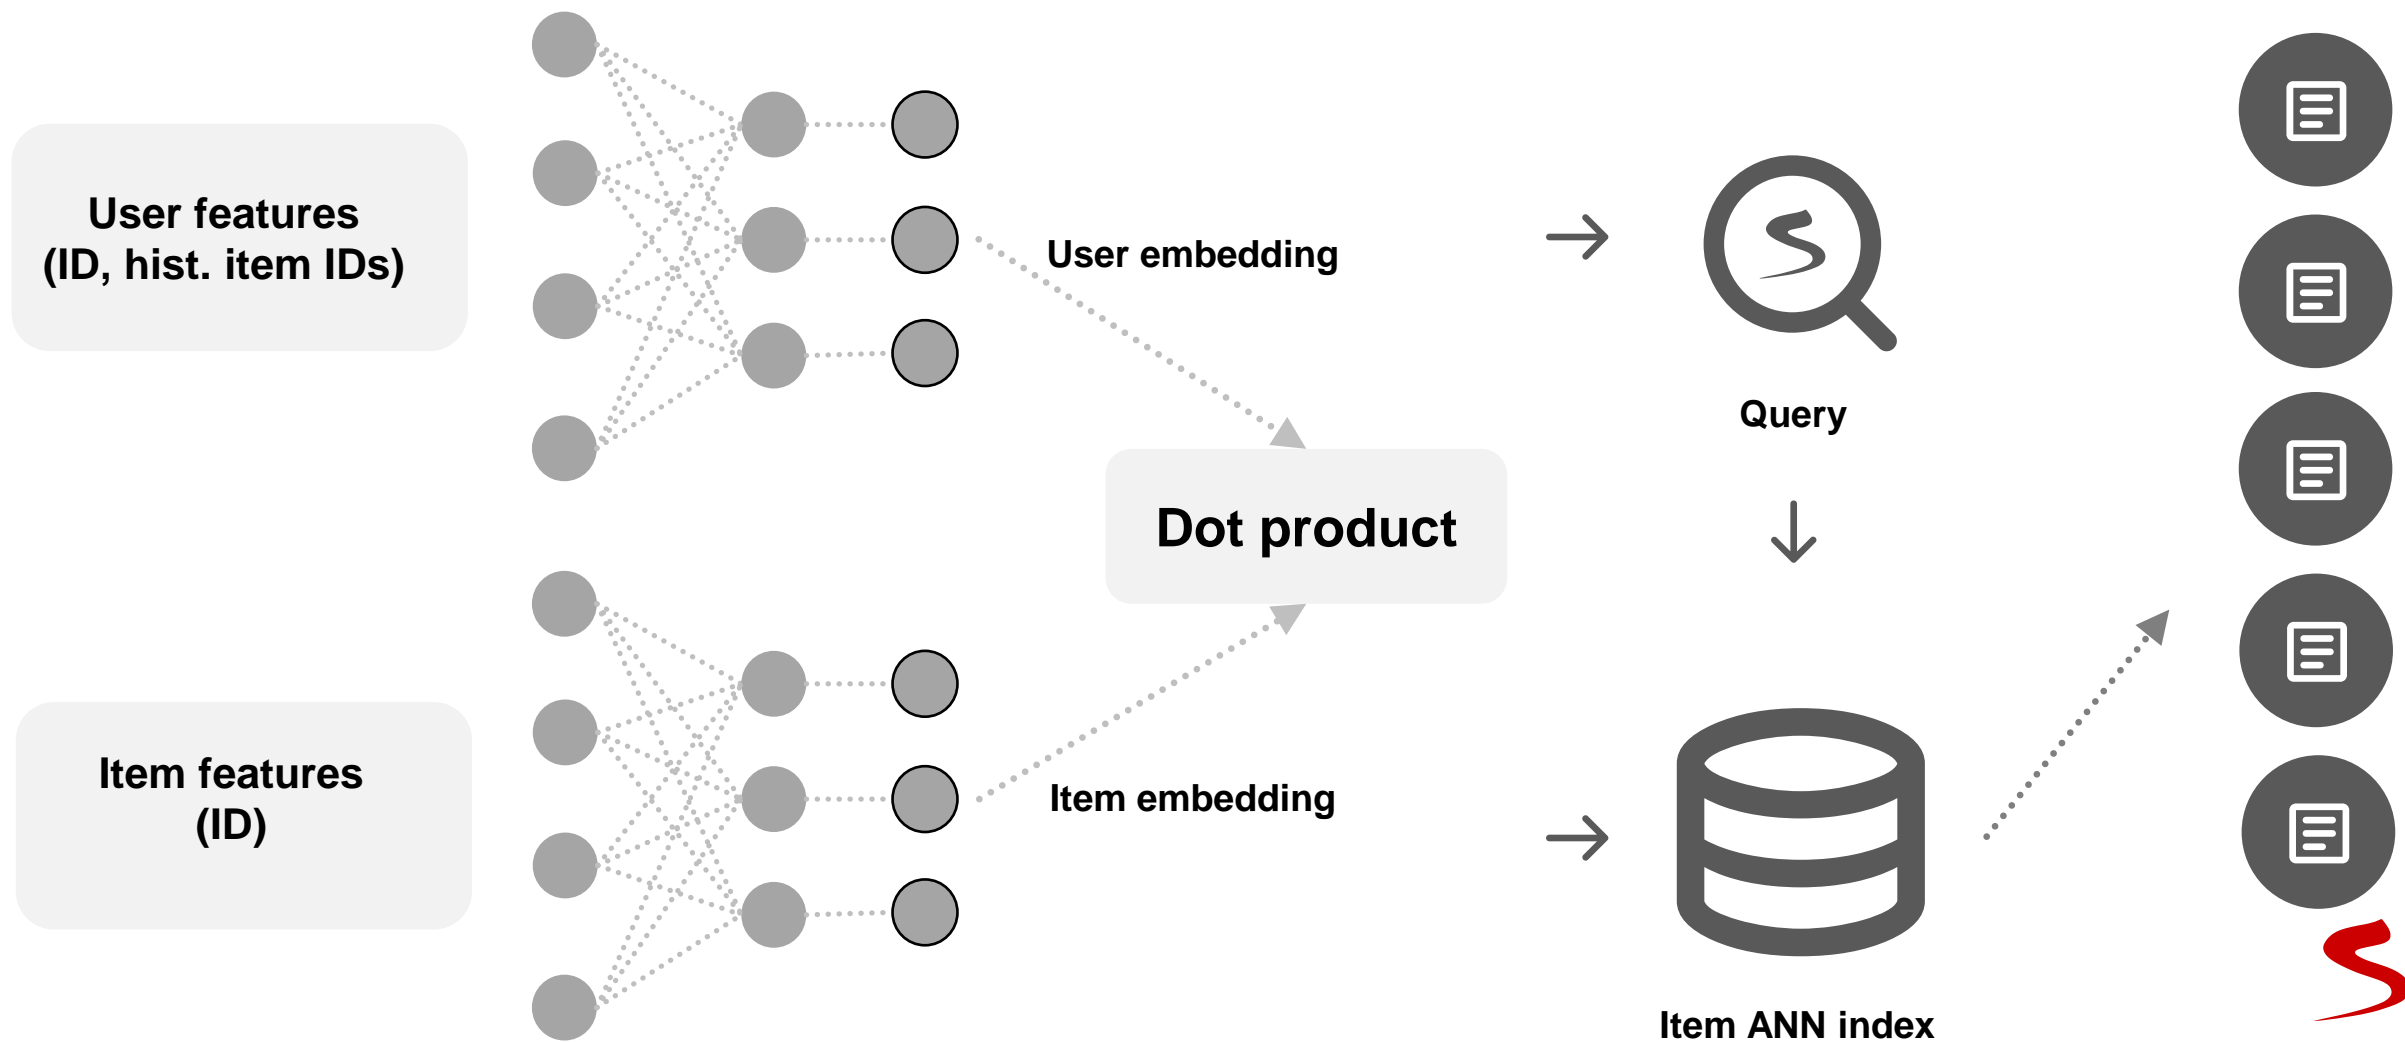 User features
(ID, hist. item IDs)
User embedding
Query
Dot product
Item features
(ID)
Item embedding
Item ANN index